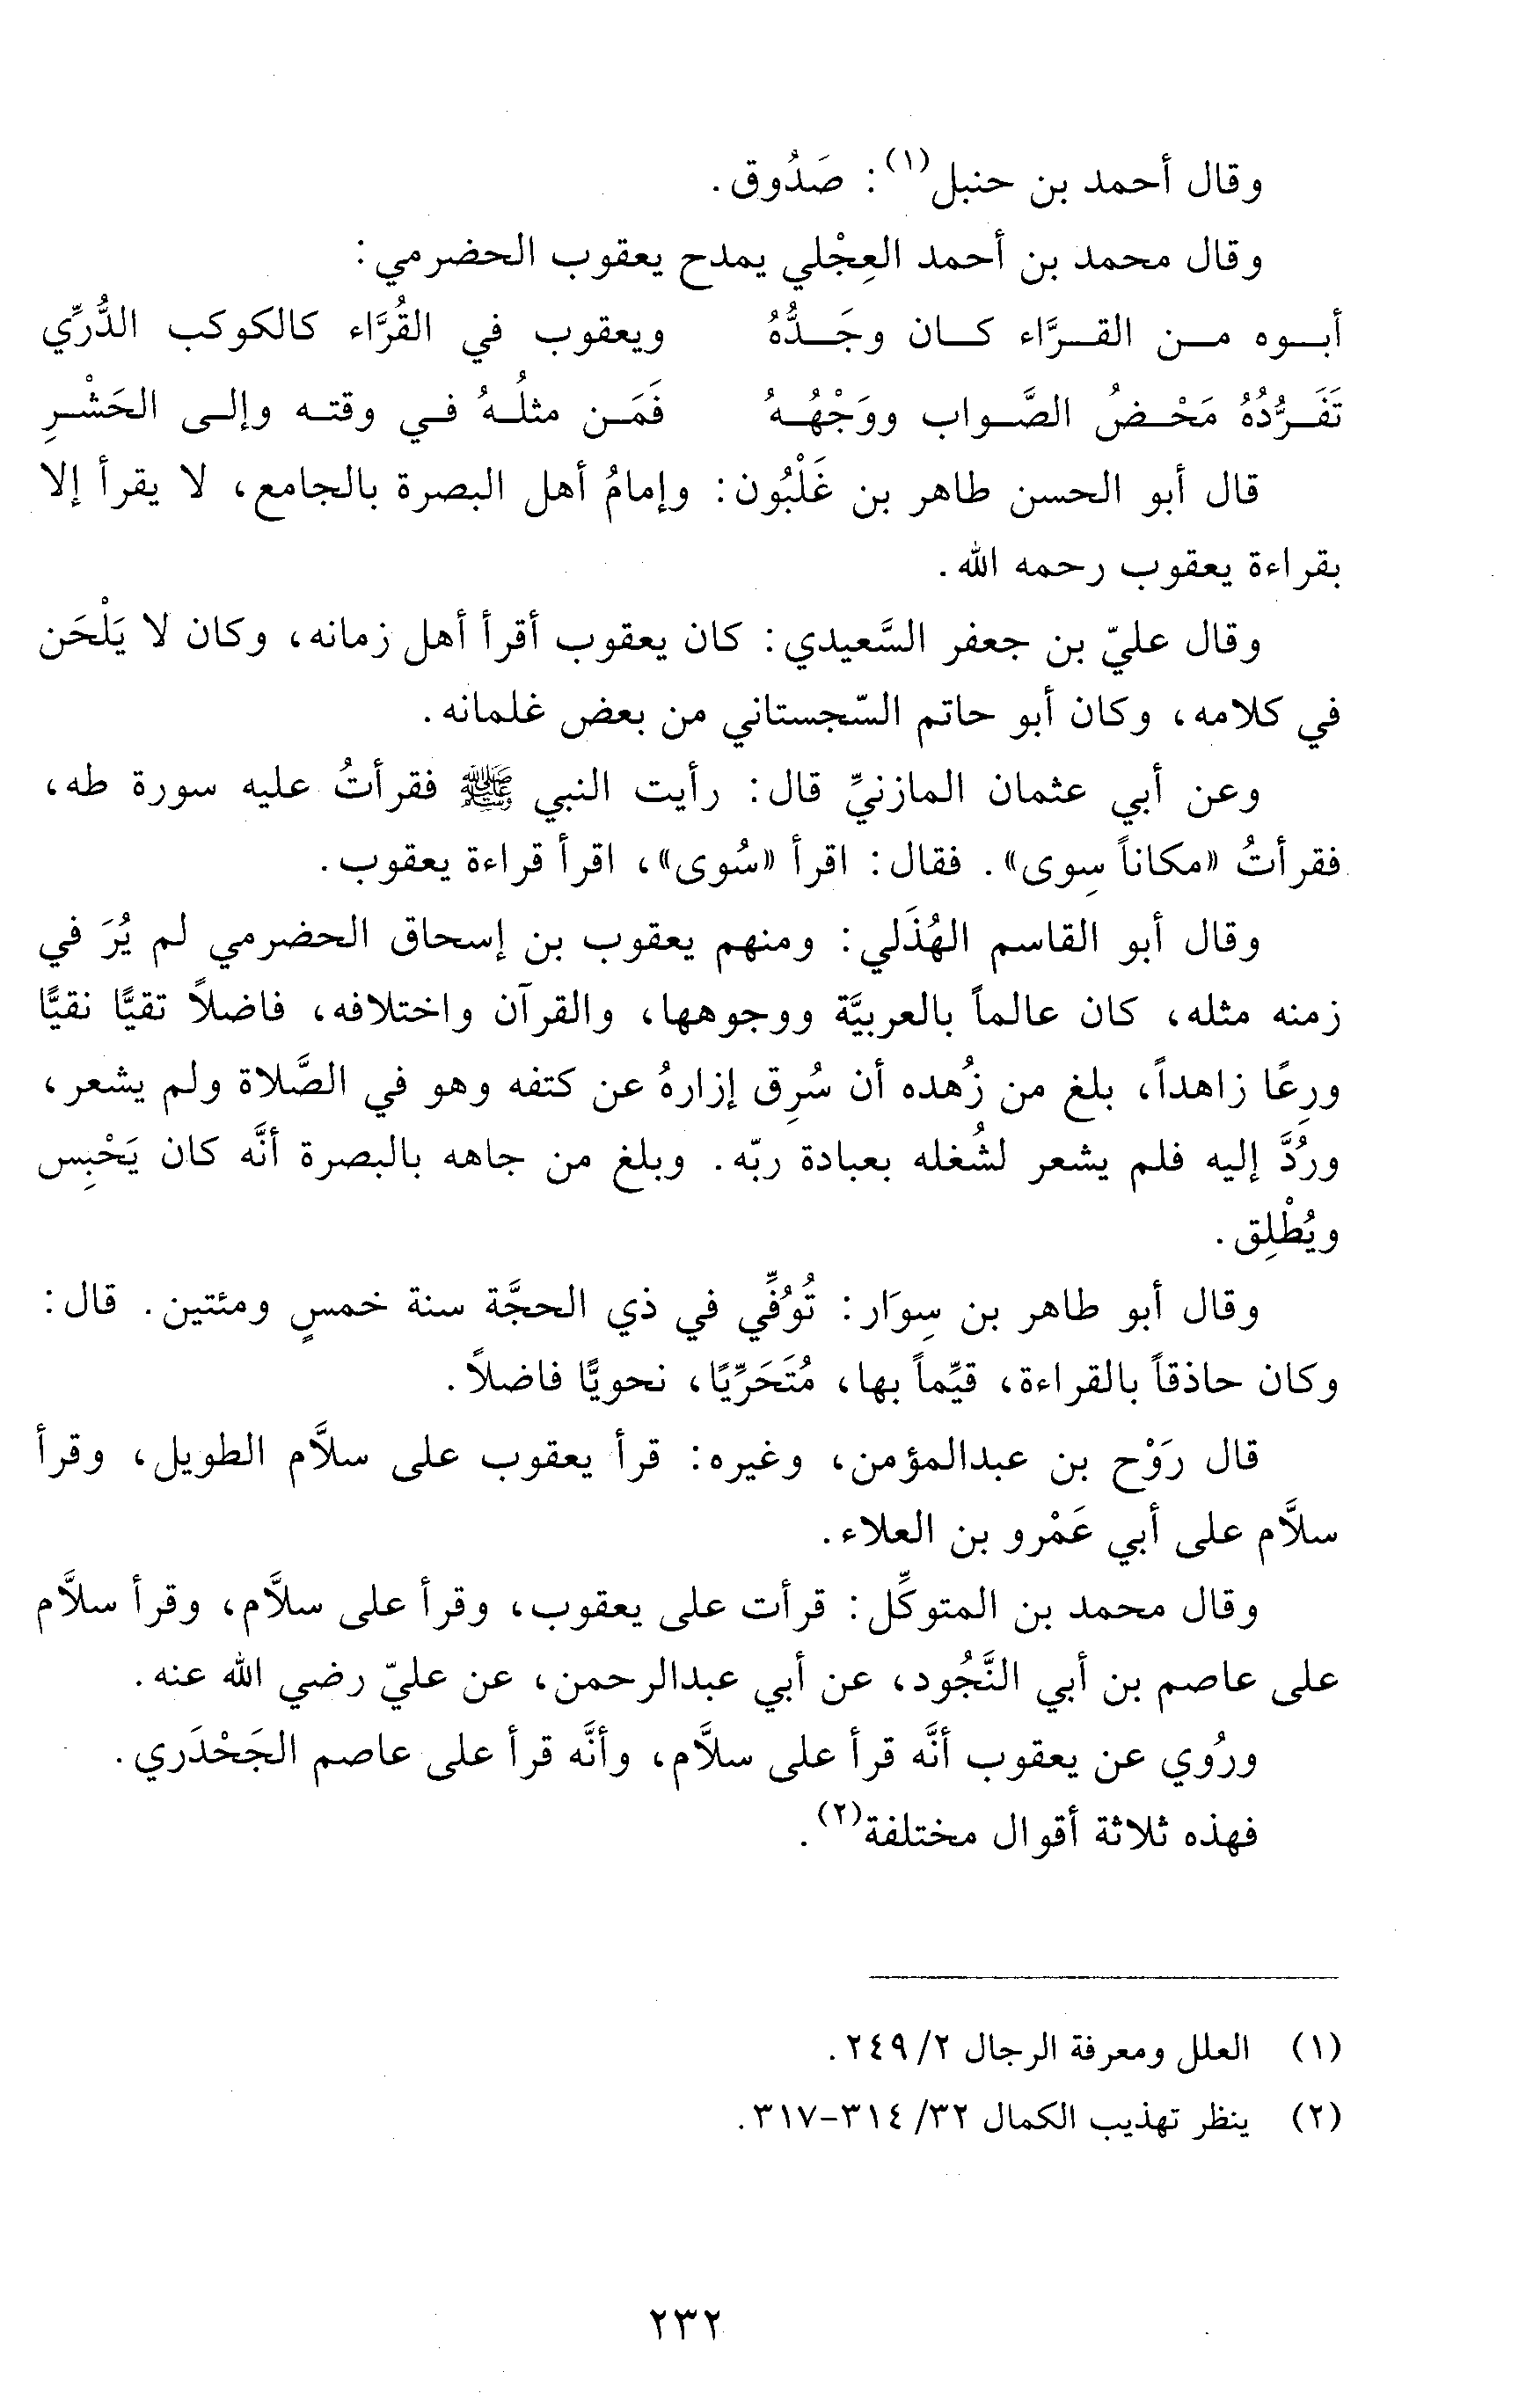 وقال أحمد بن حنبل(١): صَدُوق.
وقال محمد بن أحمد العِجْلي يمدح يعقوب الحضرمي:
أبـوه مـن القـرَّاء كـان وجَـدُّهُ ويعقوب في القُرَّاء كالكوكب الدُّرِّي
تَفَـرُّدُهُ مَحْـضُ الصَّـواب ووَجْهُـهُ فَمَـن مثلُـهُ فـي وقتـه وإلـى الحَشْـرِ
قال أبو الحسن طاهر بن غَلْبُون: وإمامُ أهل البصرة بالجامع، لا يقرأ إلا
بقراءة يعقوب رحمه الله.
وقال عليّ بن جعفر السَّعيدي: كان يعقوب أقرأ أهل زمانه، وكان لا يَلْحَن
في كلامه، وكان أبو حاتم السّجستاني من بعض غلمانه.
وعن أبي عثمان المازنيِّ قال: رأيت النبي ﷺ فقرأتُ عليه سورة طه،
فقرأتُ «مكاناً سِوى». فقال: اقرأ «سُوى»، اقرأ قراءة يعقوب.
وقال أبو القاسم الهُذَلي: ومنهم يعقوب بن إسحاق الحضرمي لم يُرَ في
زمنه مثله، كان عالماً بالعربيَّة ووجوهها، والقرآن واختلافه، فاضلاً تقيًّا نقيًّا
ورِعًا زاهداً، بلغ من زُهده أن سُرِق إزارهُ عن كتفه وهو في الصَّلاة ولم يشعر،
ورُدَّ إليه فلم يشعر لشُغله بعبادة ربّه. وبلغ من جاهه بالبصرة أنَّه كان يَحْبِس
ويُطْلِق.
وقال أبو طاهر بن سِوَار: تُوُفِّي في ذي الحجَّة سنة خمسٍ ومئتين. قال:
وكان حاذقاً بالقراءة، قيِّماً بها، مُتَحَرِّيًا، نحويًّا فاضلاً.
قال رَوْح بن عبدالمؤمن، وغيره: قرأ يعقوب على سلاَّم الطويل، وقرأ
سلاَّم على أبي عَمْرو بن العلاء.
وقال محمد بن المتوكِّل: قرأت على يعقوب، وقرأ على سلاَّم، وقرأ سلاَّم
على عاصم بن أبي النَّجُود، عن أبي عبدالرحمن، عن عليّ رضي الله عنه.
ورُوي عن يعقوب أنَّه قرأ على سلاَّم، وأنَّه قرأ على عاصم الجَحْدَري.
فهذه ثلاثة أقوال مختلفة(٢).
(١) العلل ومعرفة الرجال ٢/ ٢٤٩.
(٢) ينظر تهذيب الكمال ٣٢/ ٣١٤-٣١٧.
٢٣٢